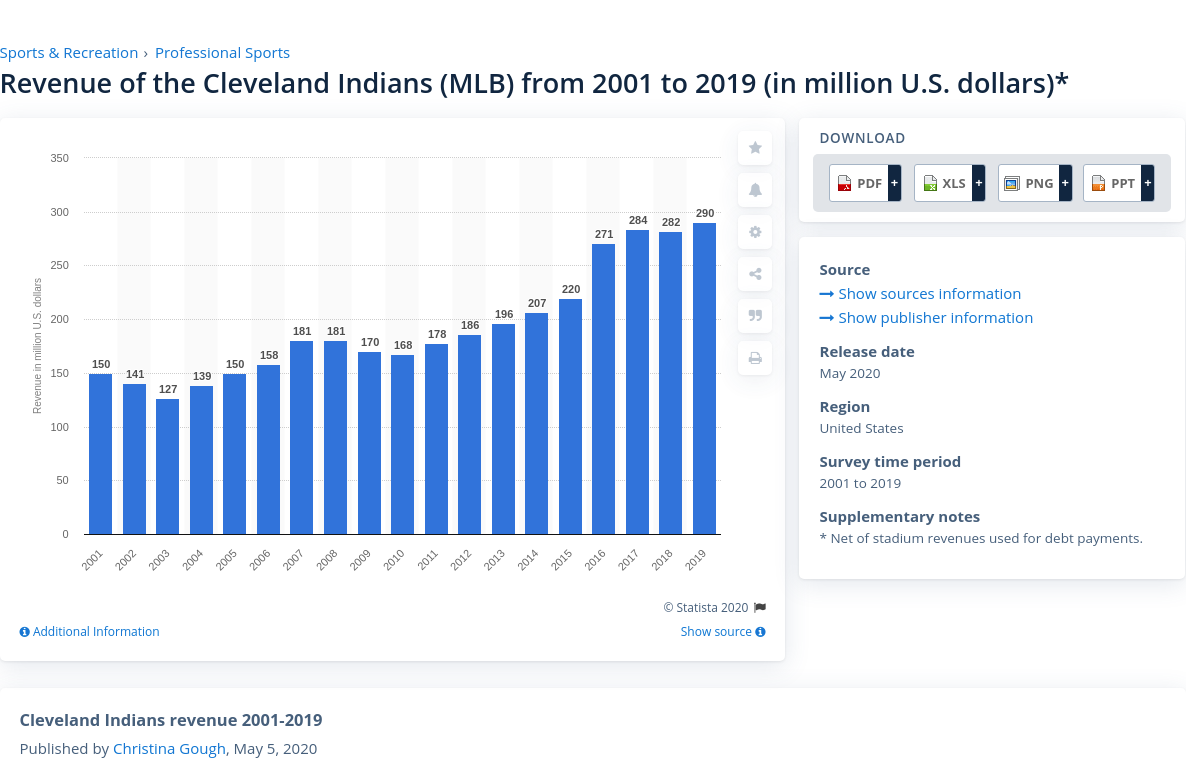 Sports & Recreation › Professional Sports
Revenue of the Cleveland Indians (MLB) from 2001 to 2019 (in million U.S. dollars)*
Revenue in million U.S. dollars
350
300
250
200
150
100
50
0
150
141
127
139
150
158
181
181
170
168
178
186
196
207
220
271
284
282
290
2001
2002
2003
2004
2005
2006
2007
2008
2009
2010
2011
2012
2013
2014
2015
2016
2017
2018
2019
© Statista 2020
Additional Information
Show source
DOWNLOAD
PDF + XLS + PNG + PPT +
Source
Show sources information
Show publisher information
Release date
May 2020
Region
United States
Survey time period
2001 to 2019
Supplementary notes
* Net of stadium revenues used for debt payments.
Cleveland Indians revenue 2001-2019
Published by Christina Gough, May 5, 2020